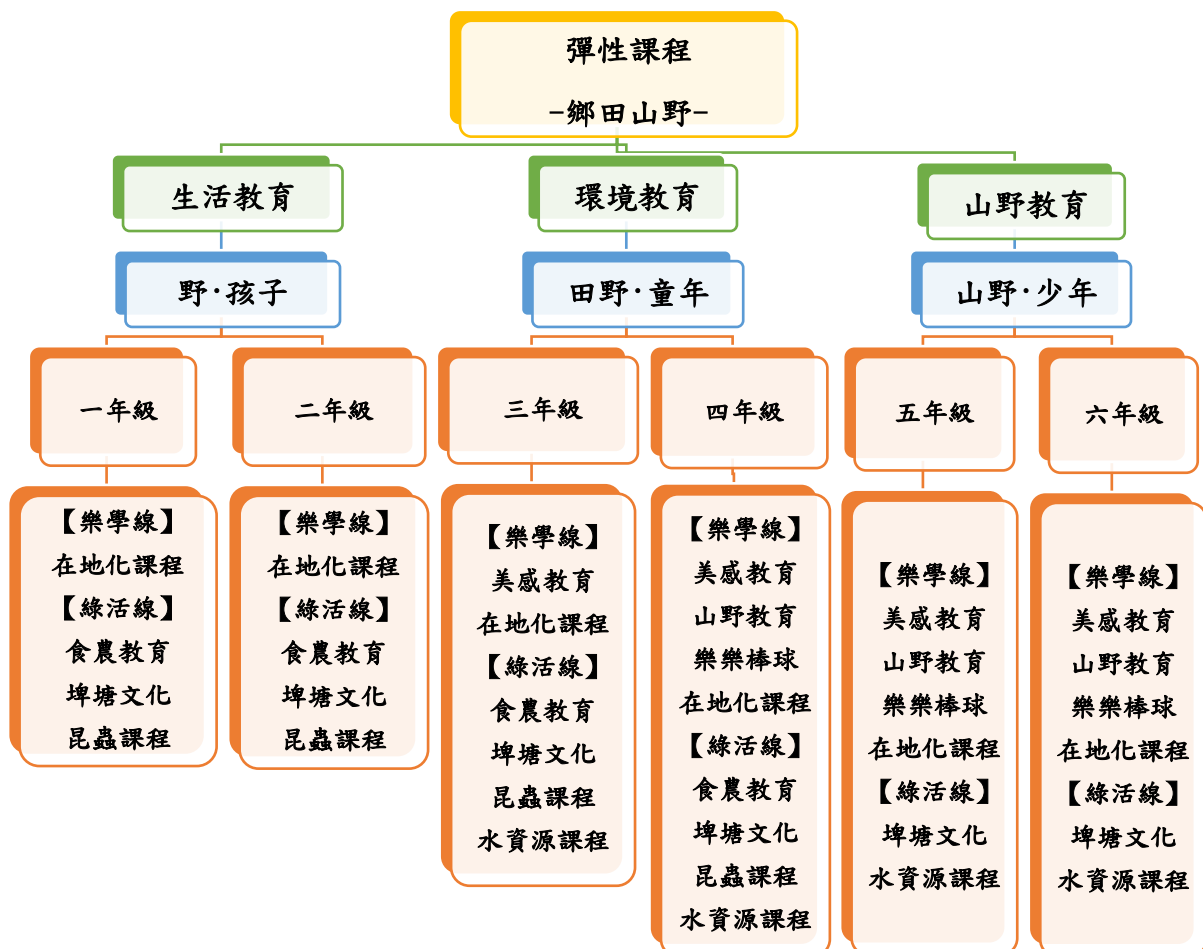 彈性課程
-鄉田山野-
生活教育
環境教育
山野教育
野·孩子
田野·童年
山野·少年
一年級
二年級
三年級
四年級
五年級
六年級
【樂學線】
在地化課程
【綠活線】
食農教育
埤塘文化
昆蟲課程
【樂學線】
在地化課程
【綠活線】
食農教育
埤塘文化
昆蟲課程
【樂學線】
美感教育
在地化課程
【綠活線】
食農教育
埤塘文化
昆蟲課程
水資源課程
【樂學線】
美感教育
山野教育
樂樂棒球
在地化課程
【綠活線】
食農教育
埤塘文化
昆蟲課程
水資源課程
【樂學線】
美感教育
山野教育
樂樂棒球
在地化課程
【綠活線】
埤塘文化
水資源課程
【樂學線】
美感教育
山野教育
樂樂棒球
在地化課程
【綠活線】
埤塘文化
水資源課程